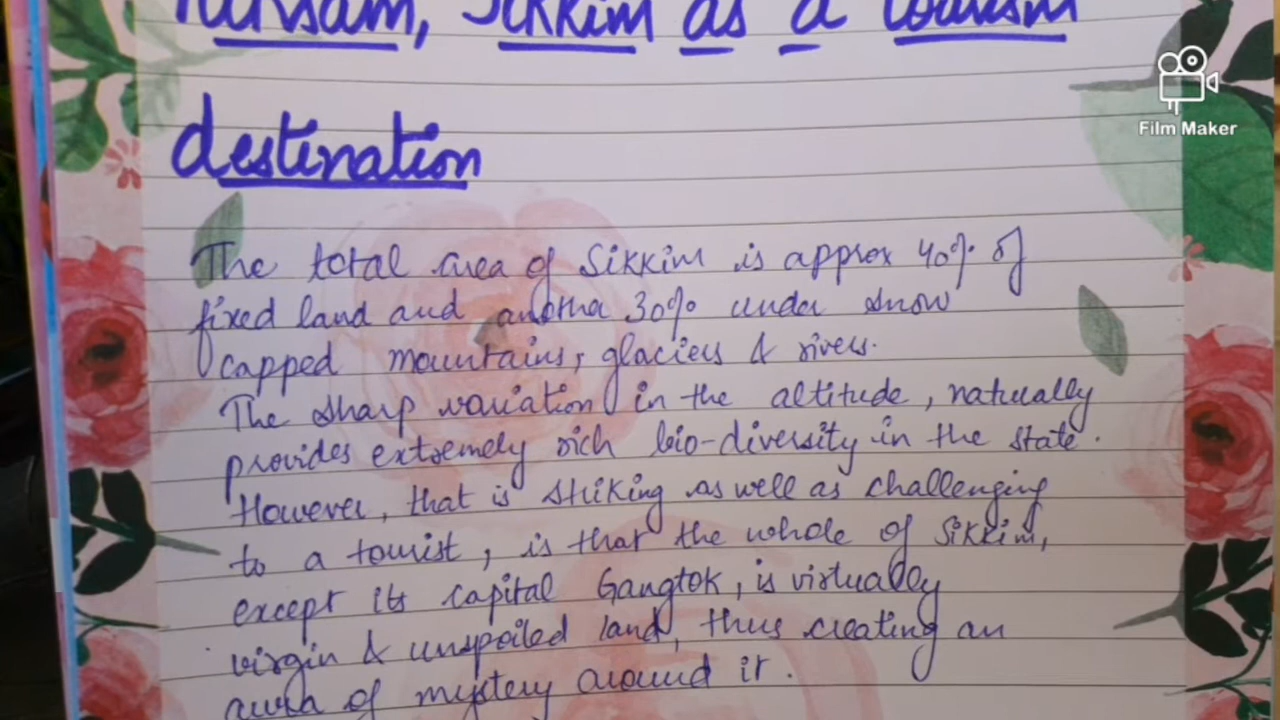 Yuksam, Sikkim as a tourism
destination
The total area of Sikkim is approx 40% of
fixed land and another 30% under snow
capped mountains, glaciers & rivers.
The sharp variation in the altitude, naturally
provides extremely rich bio-diversity in the state.
However, that is striking as well as challenging
to a tourist, is that the whole of Sikkim,
except its capital Gangtok, is virtually
virgin & unspoiled land, thus creating an
aura of mystery around it.
Film Maker